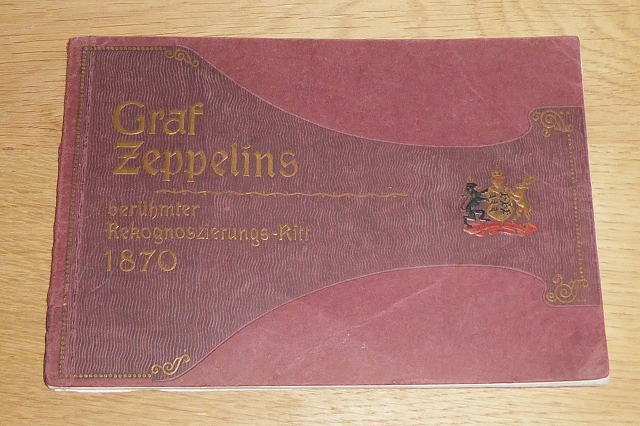 Graf
Zeppelins
berühmter
Rekognoszierungs-Ritt
1870